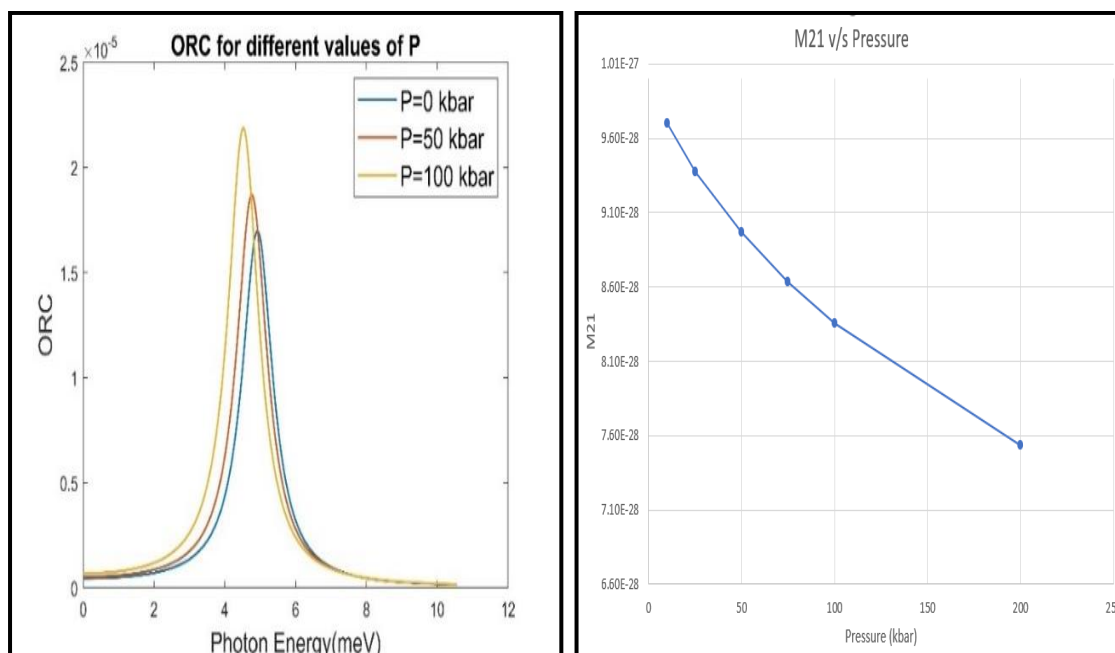 ORC for different values of P
×10⁻⁵
2.5
2
1.5
1
0.5
0
ORC
P=0 kbar
P=50 kbar
P=100 kbar
0 2 4 6 8 10 12
Photon Energy(meV)
M21 v/s Pressure
1.01E-27
9.60E-28
9.10E-28
8.60E-28
8.10E-28
7.60E-28
7.10E-28
6.60E-28
M21
0 50 100 150 200 25
Pressure (kbar)